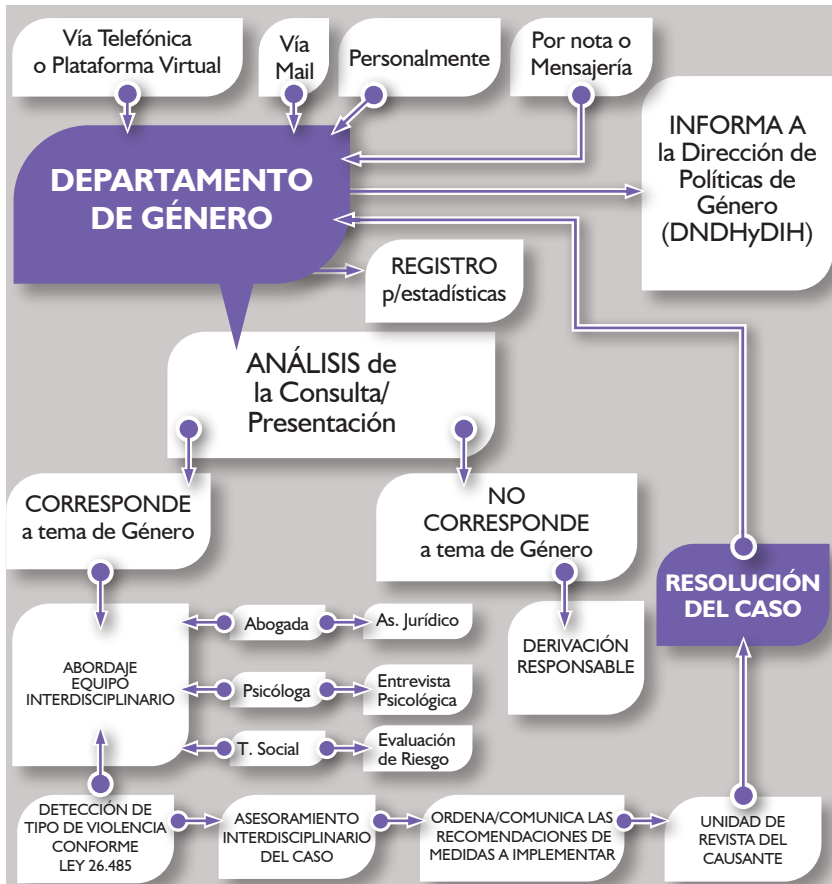 Vía Telefónica
o Plataforma Virtual
Vía
Mail
Personalmente
Por nota o
Mensajería
DEPARTAMENTO
DE GÉNERO
INFORMA A
la Dirección de
Políticas de
Género
(DNDHyDIH)
REGISTRO
p/estadísticas
ANÁLISIS de
la Consulta/
Presentación
CORRESPONDE
a tema de Género
NO
CORRESPONDE
a tema de Género
RESOLUCIÓN
DEL CASO
ABORDAJE
EQUIPO
INTERDISCIPLINARIO
Abogada
As. Jurídico
Psicóloga
Entrevista
Psicológica
T. Social
Evaluación
de Riesgo
DERIVACIÓN
RESPONSABLE
DETECCIÓN DE
TIPO DE VIOLENCIA
CONFORME
LEY 26.485
ASESORAMIENTO
INTERDISCIPLINARIO
DEL CASO
ORDENA/COMUNICA LAS
RECOMENDACIONES DE
MEDIDAS A IMPLEMENTAR
UNIDAD DE
REVISTA DEL
CAUSANTE